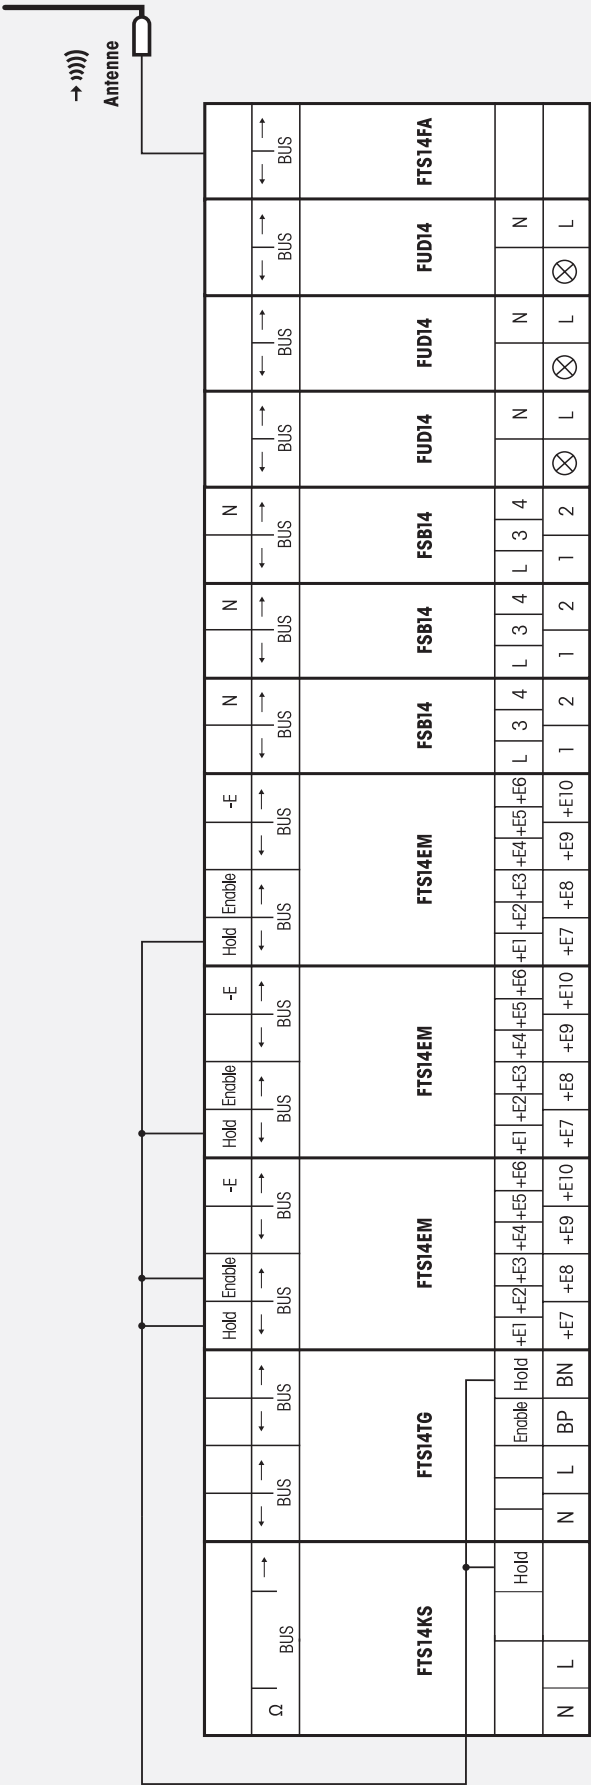 Antenne
BUS FTS14FA
BUS FUD14 N L
BUS FUD14 N L
BUS FUD14 N L
N BUS FSB14 L 3 4 1 2
N BUS FSB14 L 3 4 1 2
N BUS FSB14 L 3 4 1 2
Hold Enable -E BUS BUS FTS14EM +E1 +E2 +E3 +E4 +E5 +E6 +E7 +E8 +E9 +E10
Hold Enable -E BUS BUS FTS14EM +E1 +E2 +E3 +E4 +E5 +E6 +E7 +E8 +E9 +E10
Hold Enable -E BUS BUS FTS14EM +E1 +E2 +E3 +E4 +E5 +E6 +E7 +E8 +E9 +E10
BUS BUS FTS14TG Enable Hold N L BP BN
Ω BUS FTS14KS Hold N L